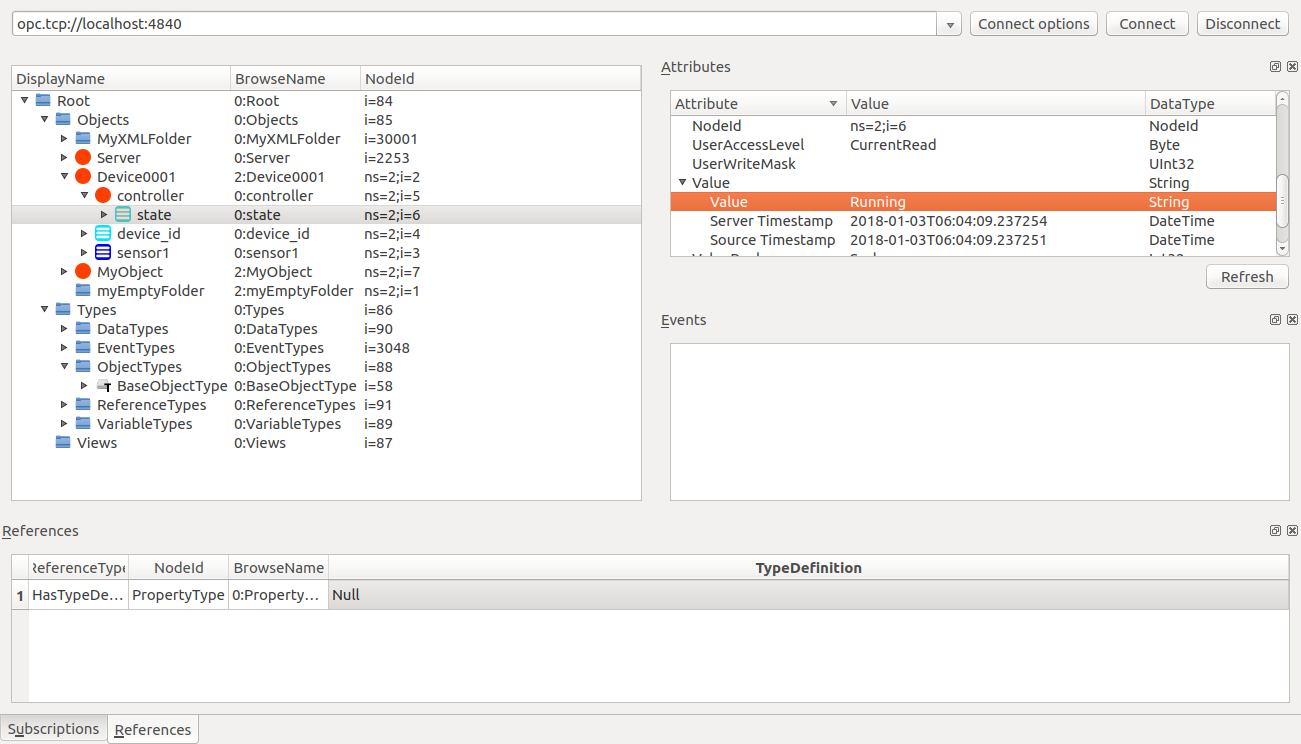 opc.tcp://localhost:4840 Connect options Connect Disconnect
DisplayName BrowseName NodeId
Root 0:Root i=84
Objects 0:Objects i=85
MyXMLFolder 0:MyXMLFolder i=30001
Server 0:Server i=2253
Device0001 2:Device0001 ns=2;i=2
controller 0:controller ns=2;i=5
state 0:state ns=2;i=6
device_id 0:device_id ns=2;i=4
sensor1 0:sensor1 ns=2;i=3
MyObject 2:MyObject ns=2;i=7
myEmptyFolder 2:myEmptyFolder ns=2;i=1
Types 0:Types i=86
DataTypes 0:DataTypes i=90
EventTypes 0:EventTypes i=3048
ObjectTypes 0:ObjectTypes i=88
BaseObjectType 0:BaseObjectType i=58
ReferenceTypes 0:ReferenceTypes i=91
VariableTypes 0:VariableTypes i=89
Views 0:Views i=87
Attributes
Attribute Value DataType
NodeId ns=2;i=6 NodeId
UserAccessLevel CurrentRead Byte
UserWriteMask UInt32
Value String
Value Running String
Server Timestamp 2018-01-03T06:04:09.237254 DateTime
Source Timestamp 2018-01-03T06:04:09.237251 DateTime
Refresh
Events
References
ReferenceType NodeId BrowseName TypeDefinition
1 HasTypeDe... PropertyType 0:Property... Null
Subscriptions References